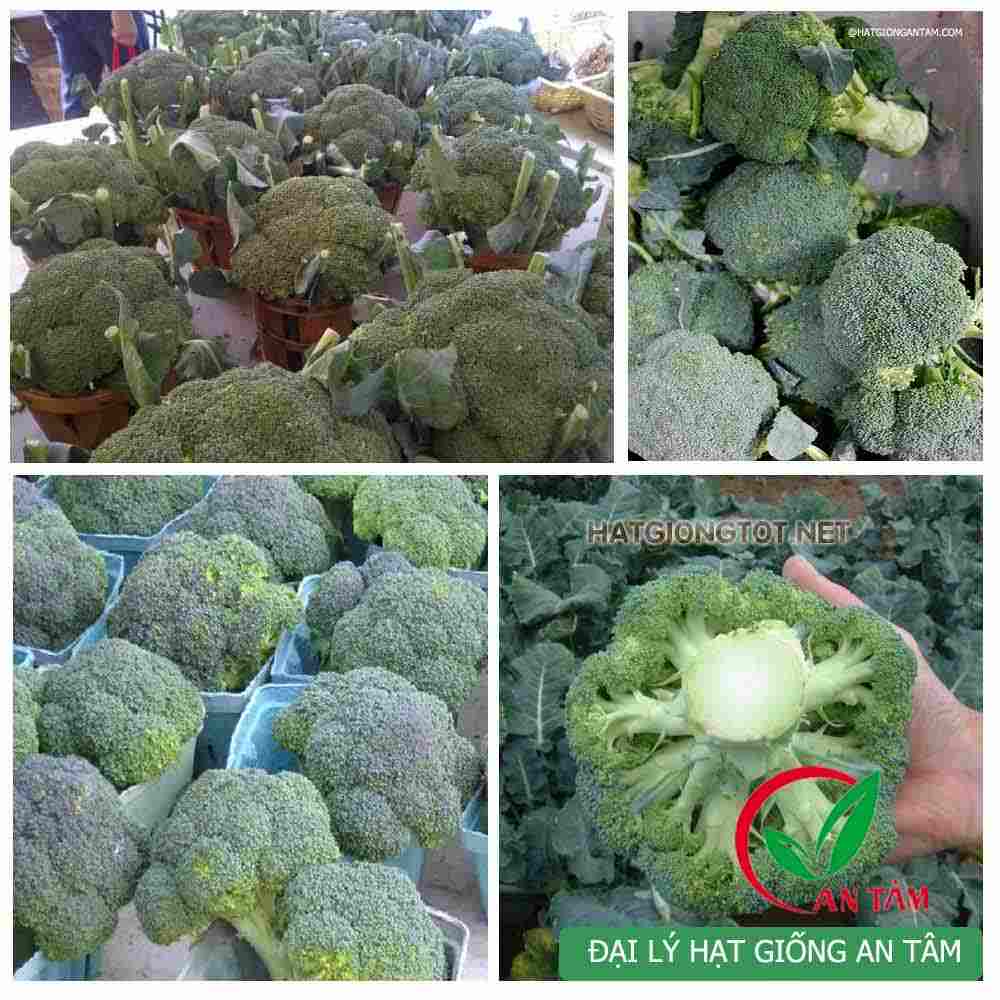 @HATGIONGANTAM.COM
HATGIONGTOT.NET
AN TÂM
ĐẠI LÝ HẠT GIỐNG AN TÂM